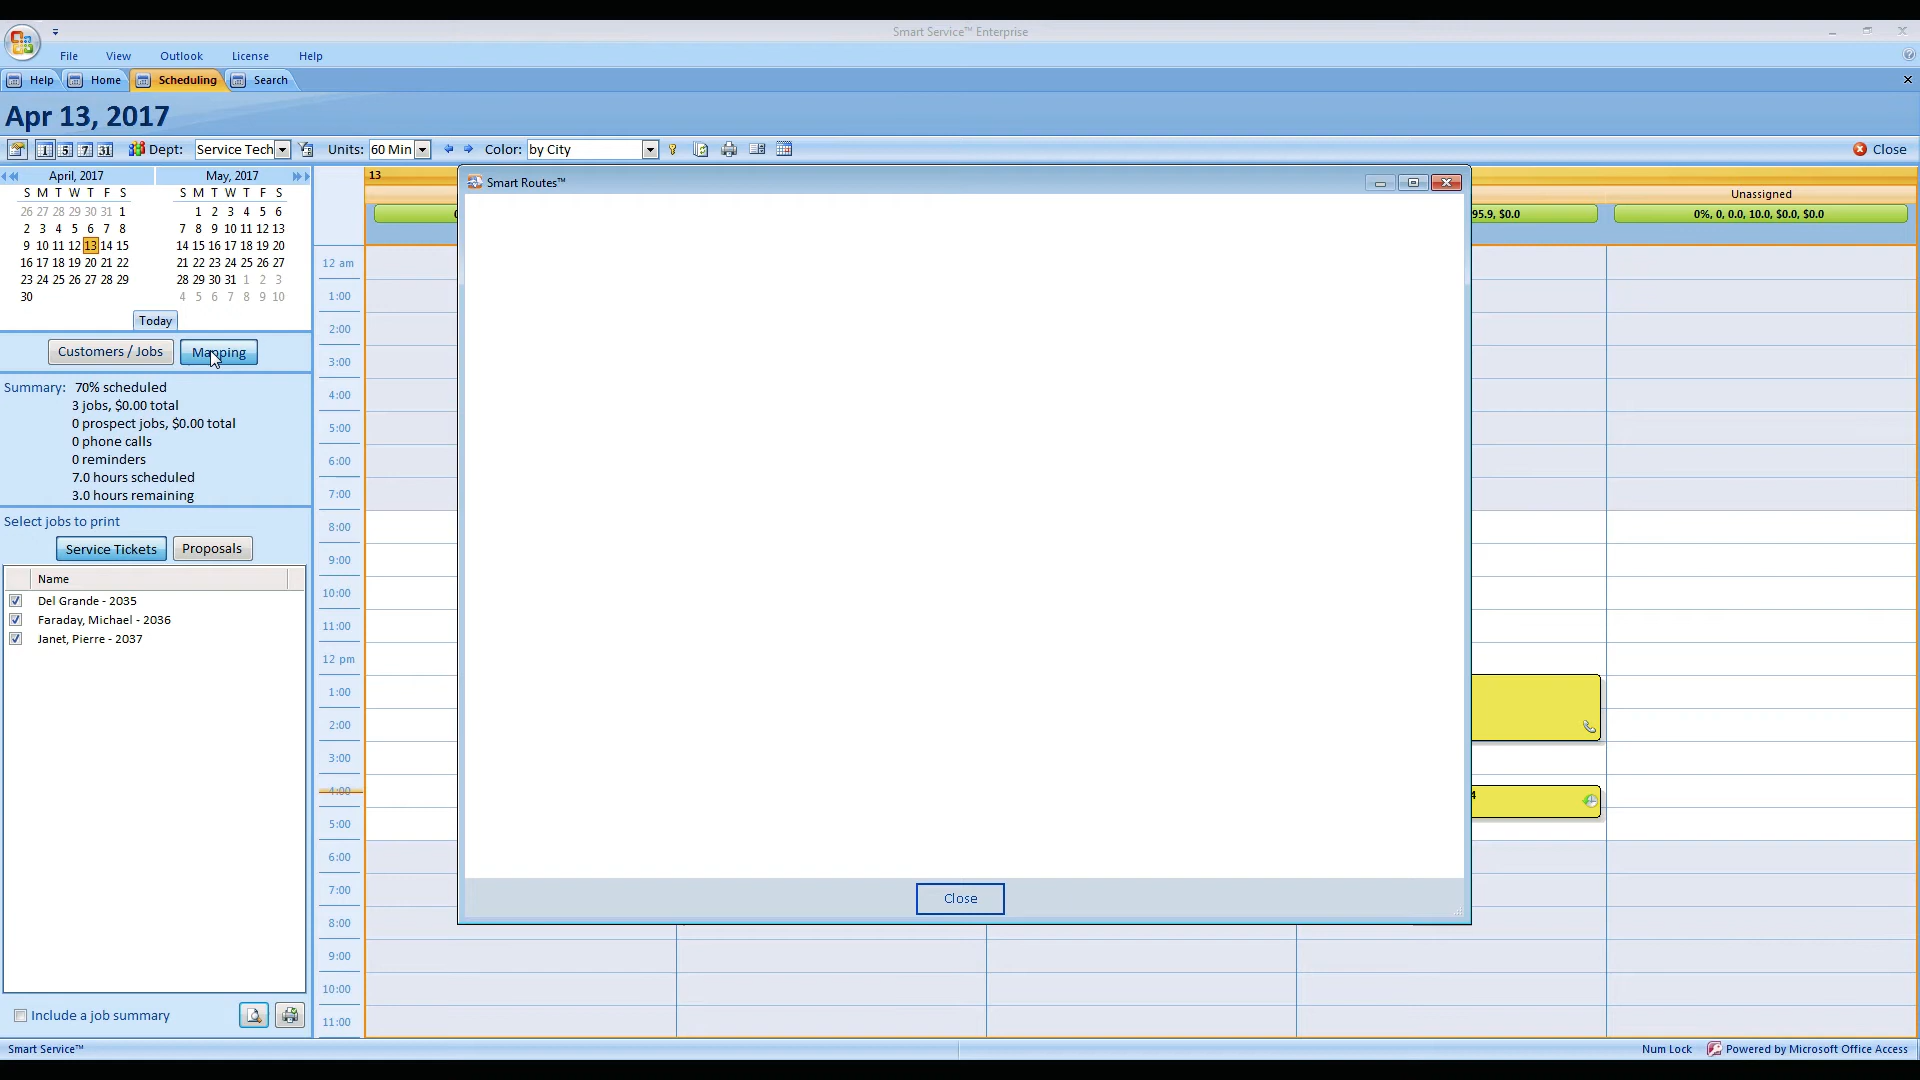 Smart Service™ Enterprise
File View Outlook License Help
Help Home Scheduling Search
Apr 13, 2017
1 5 7 31 Dept: Service Tech Units: 60 Min Color: by City Close
April, 2017 May, 2017
S M T W T F S S M T W T F S
26 27 28 29 30 31 1 1 2 3 4 5 6
2 3 4 5 6 7 8 7 8 9 10 11 12 13
9 10 11 12 13 14 15 14 15 16 17 18 19 20
16 17 18 19 20 21 22 21 22 23 24 25 26 27
23 24 25 26 27 28 29 28 29 30 31 1 2 3
30 4 5 6 7 8 9 10
Today
Customers / Jobs Mapping
Summary: 70% scheduled
3 jobs, $0.00 total
0 prospect jobs, $0.00 total
0 phone calls
0 reminders
7.0 hours scheduled
3.0 hours remaining
Select jobs to print
Service Tickets Proposals
Name
Del Grande - 2035
Faraday, Michael - 2036
Janet, Pierre - 2037
Include a job summary
13
Smart Routes™
Unassigned
95.9, $0.0 0%, 0, 0.0, 10.0, $0.0, $0.0
12 am
1:00
2:00
3:00
4:00
5:00
6:00
7:00
8:00
9:00
10:00
11:00
12 pm
1:00
2:00
3:00
4:00
5:00
6:00
7:00
8:00
9:00
10:00
11:00
4
Close
Smart Service™ Num Lock Powered by Microsoft Office Access